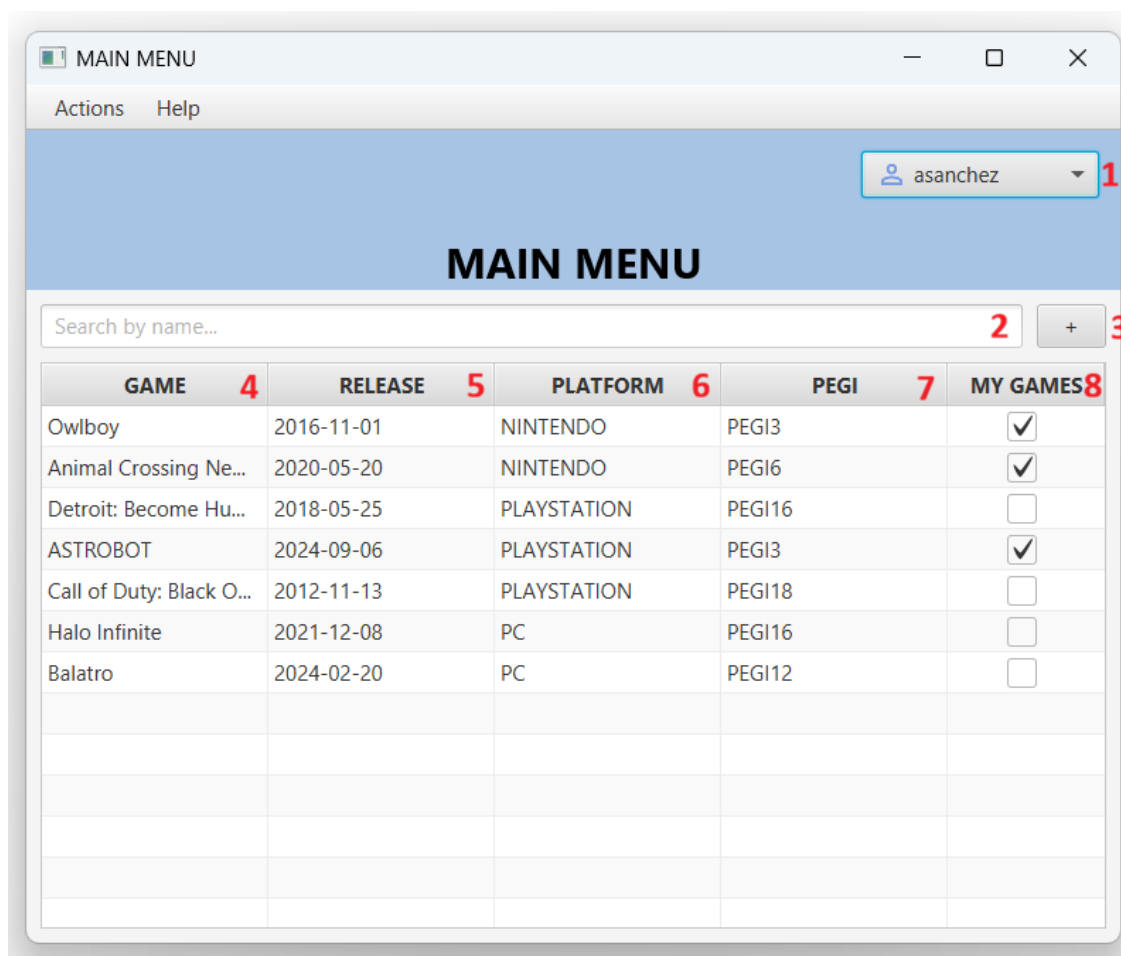 MAIN MENU
Actions Help
asanchez 1
MAIN MENU
Search by name... 2 + 3
GAME 4 RELEASE 5 PLATFORM 6 PEGI 7 MY GAMES 8
Owlboy 2016-11-01 NINTENDO PEGI3
Animal Crossing Ne... 2020-05-20 NINTENDO PEGI6
Detroit: Become Hu... 2018-05-25 PLAYSTATION PEGI16
ASTROBOT 2024-09-06 PLAYSTATION PEGI3
Call of Duty: Black O... 2012-11-13 PLAYSTATION PEGI18
Halo Infinite 2021-12-08 PC PEGI16
Balatro 2024-02-20 PC PEGI12